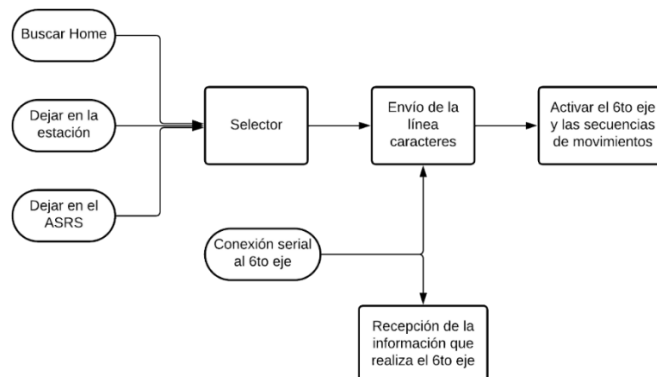 Buscar Home
Dejar en la
estación
Dejar en el
ASRS
Selector
Envío de la
línea
caracteres
Activar el 6to eje
y las secuencias
de movimientos
Conexión serial
al 6to eje
Recepción de la
información que
realiza el 6to eje